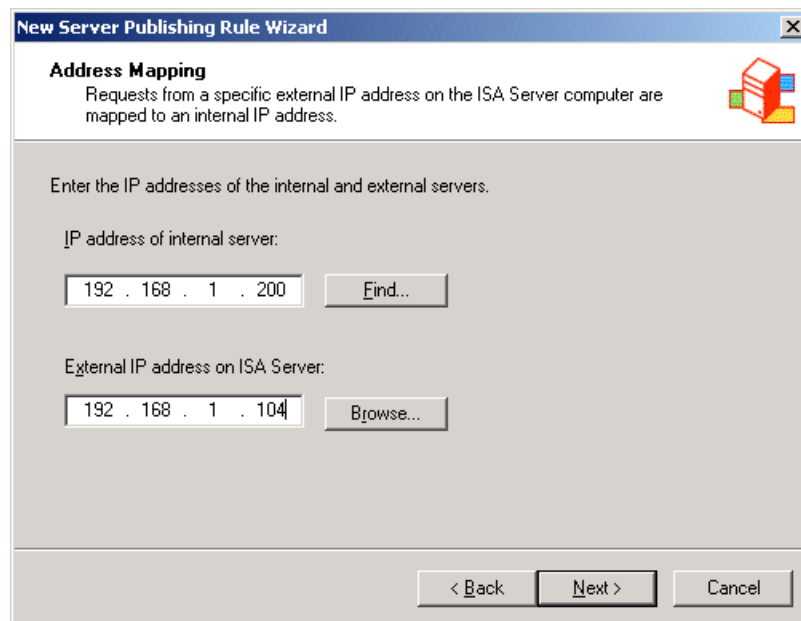 New Server Publishing Rule Wizard
Address Mapping
Requests from a specific external IP address on the ISA Server computer are
mapped to an internal IP address.
Enter the IP addresses of the internal and external servers.
IP address of internal server:
192 . 168 . 1 . 200 Find...
External IP address on ISA Server:
192 . 168 . 1 . 104 Browse...
< Back Next > Cancel